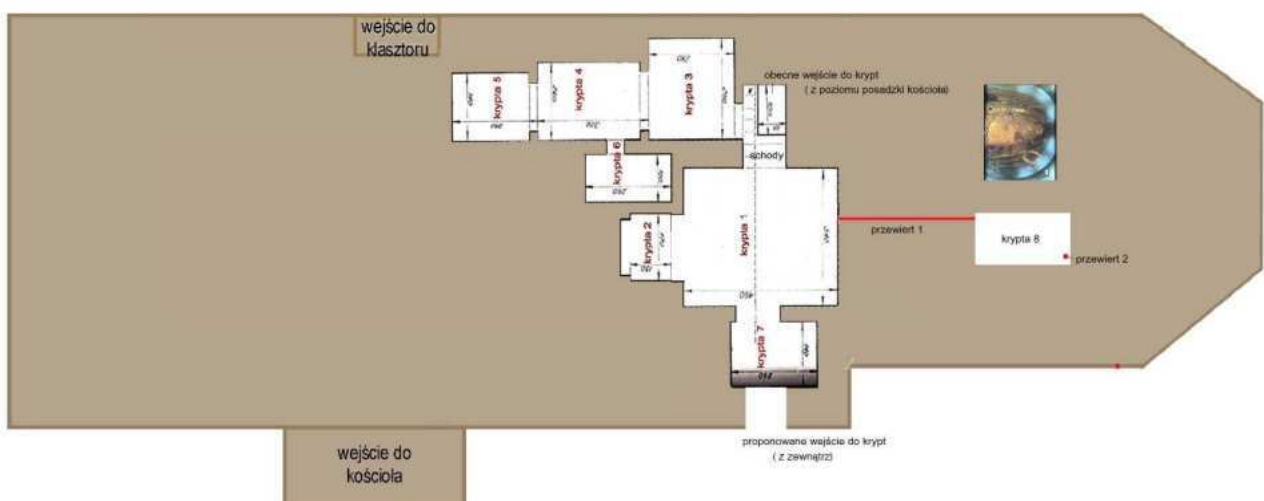 wejście do
klasztoru
krypta 5
krypta 4
krypta 3
obecne wejście do krypt
( z poziomu posadzki kościoła)
schody
krypta 6
260
krypta 2
krypta 1
460
przewiert 1
krypta 8
przewiert 2
krypta 7
proponowane wejście do krypt
( z zewnątrz)
wejście do
kościoła